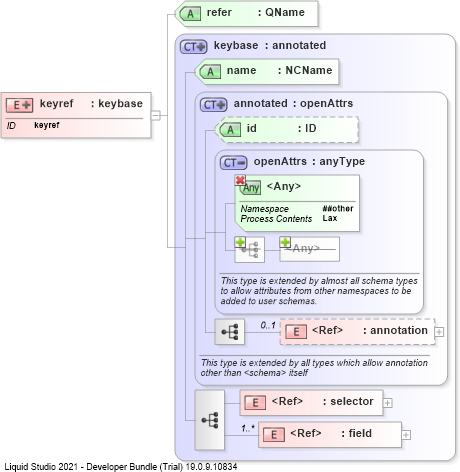 A refer : QName
CT+ keybase : annotated
A name : NCName
E+ keyref : keybase
ID keyref
CT+ annotated : openAttrs
A id : ID
CT- openAttrs : anyType
Any <Any>
Namespace ##other
Process Contents Lax
<Any>
This type is extended by almost all schema types
to allow attributes from other namespaces to be
added to user schemas.
0..1 E <Ref> : annotation
This type is extended by all types which allow annotation
other than <schema> itself
E <Ref> : selector
1..* E <Ref> : field
Liquid Studio 2021 - Developer Bundle (Trial) 19.0.9.10834